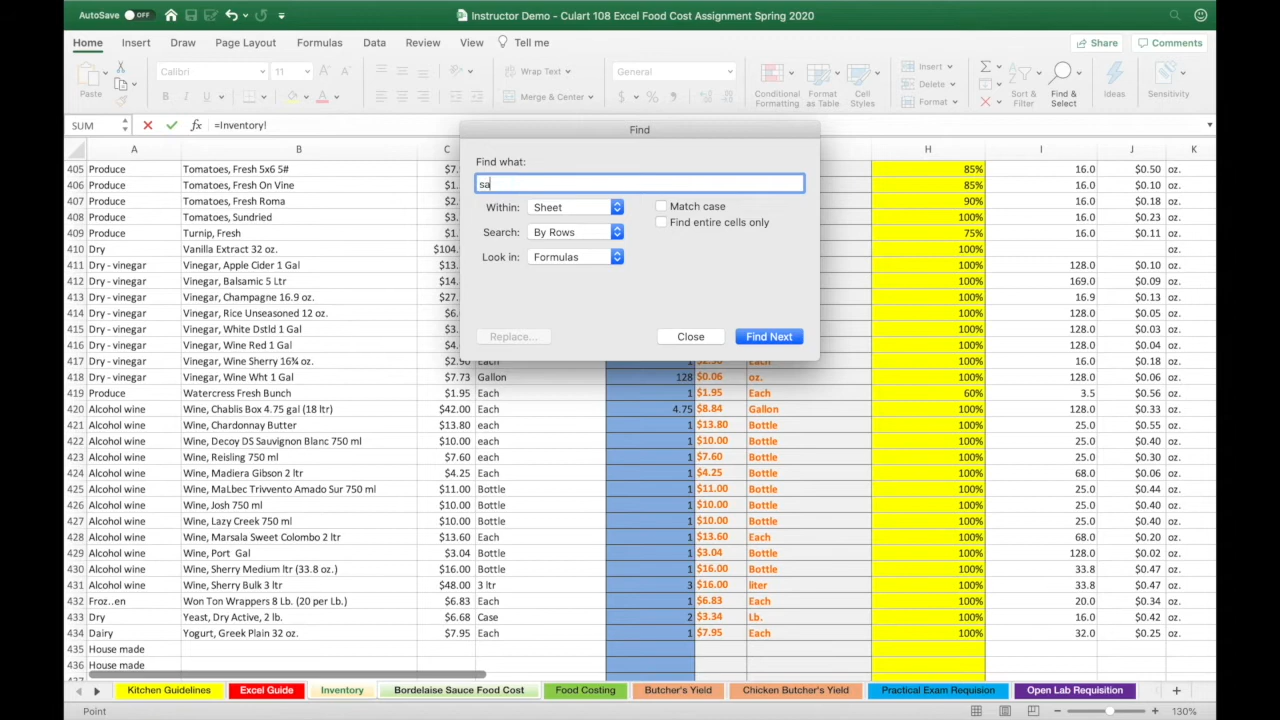 AutoSave OFF Instructor Demo - Culart 108 Excel Food Cost Assignment Spring 2020
Home Insert Draw Page Layout Formulas Data Review View Tell me Share Comments
Paste Calibri 11 Wrap Text General Insert
Merge & Center Conditional Formatting Format as Table Cell Styles Delete Format Sort & Filter Find & Select Ideas Sensitivity
SUM fx =Inventory!
Find
Find what:
sa
Within: Sheet Match case
Find entire cells only
Search: By Rows
Look in: Formulas
Replace... Close Find Next
A B C H I J K
405 Produce Tomatoes, Fresh 5x6 5# $7. 85% 16.0 $0.50 oz.
406 Produce Tomatoes, Fresh On Vine $1. 85% 16.0 $0.10 oz.
407 Produce Tomatoes, Fresh Roma $1. 90% 16.0 $0.18 oz.
408 Produce Tomatoes, Sundried $7. 100% 16.0 $0.23 oz.
409 Produce Turnip, Fresh $1. 75% 16.0 $0.11 oz.
410 Dry Vanilla Extract 32 oz. $104. 100% oz.
411 Dry - vinegar Vinegar, Apple Cider 1 Gal $13. 100% 128.0 $0.10 oz.
412 Dry - vinegar Vinegar, Balsamic 5 Ltr $14. 100% 169.0 $0.09 oz.
413 Dry - vinegar Vinegar, Champagne 16.9 oz. $27. 100% 16.9 $0.13 oz.
414 Dry - vinegar Vinegar, Rice Unseasoned 12 oz. $6. 100% 128.0 $0.05 oz.
415 Dry - vinegar Vinegar, White Dstld 1 Gal $3. 100% 128.0 $0.03 oz.
416 Dry - vinegar Vinegar, Wine Red 1 Gal $4. 100% 128.0 $0.04 oz.
417 Dry - vinegar Vinegar, Wine Sherry 16¾ oz. $2.90 Each 1 $2.90 Each 100% 16.0 $0.18 oz.
418 Dry - vinegar Vinegar, Wine Wht 1 Gal $7.73 Gallon 128 $0.06 oz. 100% 128.0 $0.06 oz.
419 Produce Watercress Fresh Bunch $1.95 Each 1 $1.95 Each 60% 3.5 $0.56 oz.
420 Alcohol wine Wine, Chablis Box 4.75 gal (18 ltr) $42.00 Each 4.75 $8.84 Gallon 100% 128.0 $0.33 oz.
421 Alcohol wine Wine, Chardonnay Butter $13.80 each 1 $13.80 Bottle 100% 25.0 $0.55 oz.
422 Alcohol wine Wine, Decoy DS Sauvignon Blanc 750 ml $10.00 each 1 $10.00 Bottle 100% 25.0 $0.40 oz.
423 Alcohol wine Wine, Reisling 750 ml $7.60 each 1 $7.60 Bottle 100% 25.0 $0.30 oz.
424 Alcohol wine Wine, Madiera Gibson 2 ltr $4.25 Each 1 $4.25 Bottle 100% 68.0 $0.06 oz.
425 Alcohol wine Wine, MaLbec Trivvento Amado Sur 750 ml $11.00 Bottle 1 $11.00 Bottle 100% 25.0 $0.44 oz.
426 Alcohol wine Wine, Josh 750 ml $10.00 Bottle 1 $10.00 Bottle 100% 25.0 $0.40 oz.
427 Alcohol wine Wine, Lazy Creek 750 ml $10.00 Bottle 1 $10.00 Bottle 100% 25.0 $0.40 oz.
428 Alcohol wine Wine, Marsala Sweet Colombo 2 ltr $13.60 Each 1 $13.60 Each 100% 68.0 $0.20 oz.
429 Alcohol wine Wine, Port Gal $3.04 Bottle 1 $3.04 Bottle 100% 128.0 $0.02 oz.
430 Alcohol wine Wine, Sherry Medium ltr (33.8 oz.) $16.00 Bottle 1 $16.00 Bottle 100% 33.8 $0.47 oz.
431 Alcohol wine Wine, Sherry Bulk 3 ltr $48.00 3 ltr 3 $16.00 liter 100% 33.8 $0.47 oz.
432 Froz..en Won Ton Wrappers 8 Lb. (20 per Lb.) $6.83 Each 1 $6.83 Each 100% 20.0 $0.34 oz.
433 Dry Yeast, Dry Active, 2 lb. $6.68 Case 2 $3.34 Lb. 100% 16.0 $0.42 oz.
434 Dairy Yogurt, Greek Plain 32 oz. $7.95 Each 1 $7.95 Each 100% 32.0 $0.25 oz.
435 House made
436 House made
Kitchen Guidelines Excel Guide Inventory Bordelaise Sauce Food Cost Food Costing Butcher's Yield Chicken Butcher's Yield Practical Exam Requision Open Lab Requisition
Point 130%